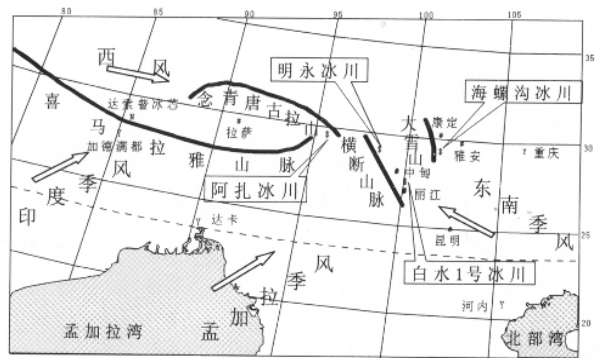 80
85
90
95
100
105
35
30
25
20
西风
明永冰川
海螺沟冰川
喜马拉雅山脉
达索普冰芯
念青唐古拉山
拉萨
加德满都
阿扎冰川
横断山脉
大雪山
康定
雅安
重庆
中甸
丽江
昆明
东南季风
印度季风
达卡
白水1号冰川
孟加拉季风
孟加拉湾
河内
北部湾